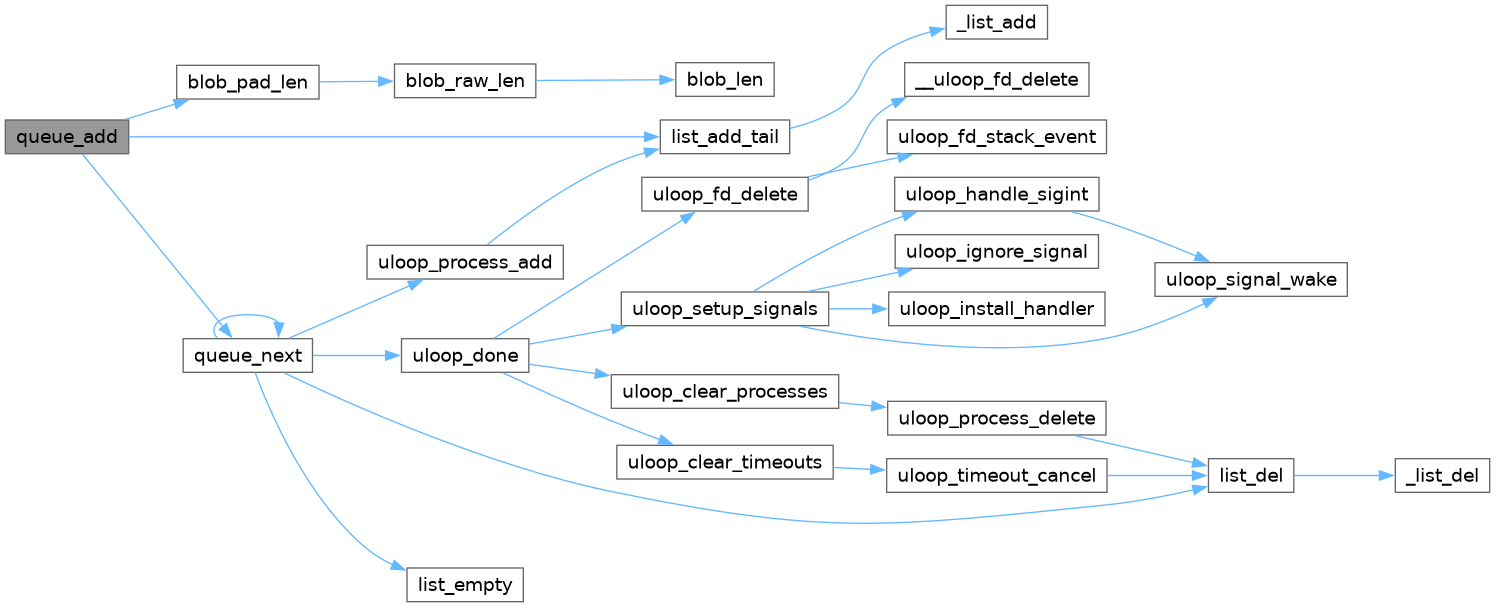 _list_add
blob_pad_len
blob_raw_len
blob_len
__uloop_fd_delete
queue_add
list_add_tail
uloop_fd_stack_event
uloop_fd_delete
uloop_handle_sigint
uloop_process_add
uloop_ignore_signal
uloop_signal_wake
uloop_setup_signals
uloop_install_handler
queue_next
uloop_done
uloop_clear_processes
uloop_process_delete
uloop_clear_timeouts
uloop_timeout_cancel
list_del
_list_del
list_empty